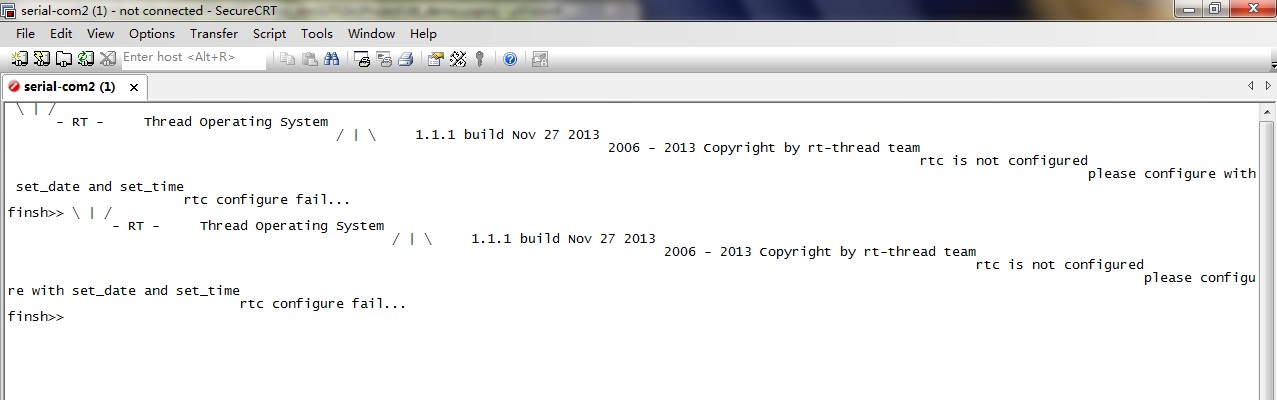 serial-com2 (1) - not connected - SecureCRT
File Edit View Options Transfer Script Tools Window Help
Enter host <Alt+R>
serial-com2 (1)
\ | /
- RT - Thread Operating System
/ | \ 1.1.1 build Nov 27 2013
2006 - 2013 Copyright by rt-thread team
rtc is not configured
please configure with
set_date and set_time
rtc configure fail...
finsh>> \ | /
- RT - Thread Operating System
/ | \ 1.1.1 build Nov 27 2013
2006 - 2013 Copyright by rt-thread team
rtc is not configured
please configu
re with set_date and set_time
rtc configure fail...
finsh>>